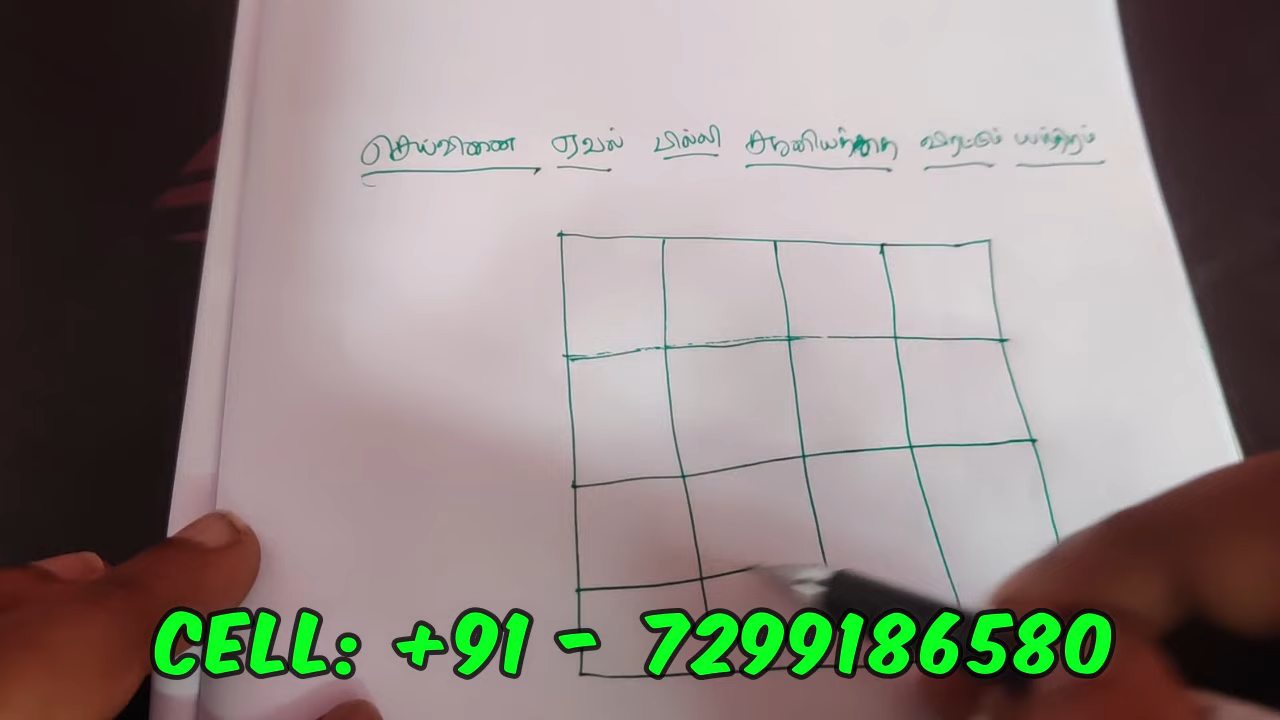 செய்வினை ஏவல் பில்லி சூனியத்தை விரட்டும் யந்திரம்
CELL: +91 - 7299186580